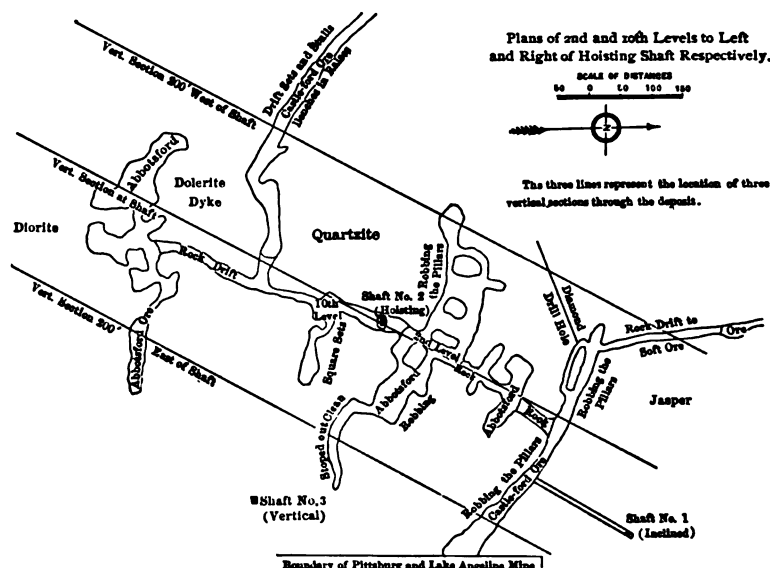 Plans of 2nd and 10th Levels to Left
and Right of Hoisting Shaft Respectively.
SCALE OF DISTANCES
50 0 50 100 150
N
The three lines represent the location of three
vertical sections through the deposit.
Vert. Section 200' West of Shaft
Drift Sets and Bealls
Castle-ford Ore
Benches in Raises
Vert. Section at Shaft
Abbotsford
Dolerite
Dyke
Diorite
Quartzite
Rock Drift
Vert. Section 200'
East of Shaft
Abbotsford Ore
10th
Level
Square Sets
Shaft No. 2
(Hoisting)
Robbing
the Pillars
2nd Level
Rock
Abbotsford
Robbing
Stoped out Clean
Abbotsford
Rock
Diamond
Drill Hole
Rock Drift to
Soft Ore
Ore
Robbing the
Pillars
Jasper
Robbing the Pillars
Castle-ford Ore
Shaft No. 3
(Vertical)
Shaft No. 1
(Inclined)
Boundary of Pittsburg and Lake Angeline Mine